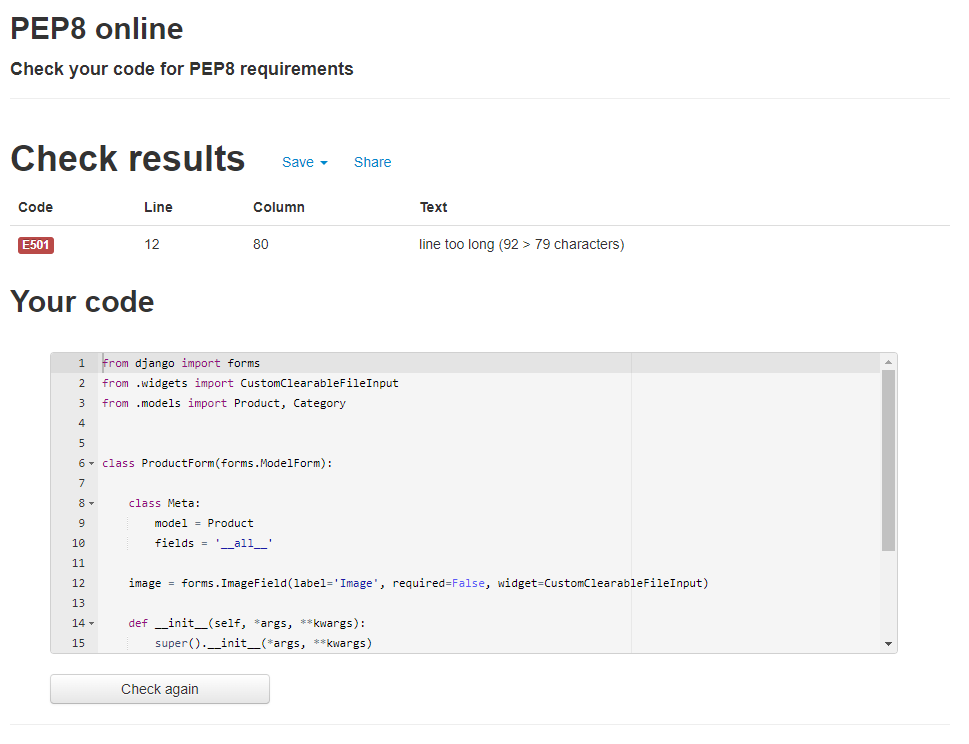 PEP8 online
Check your code for PEP8 requirements
Check results Save Share
Code Line Column Text
E501 12 80 line too long (92 > 79 characters)
Your code
1 from django import forms
2 from .widgets import CustomClearableFileInput
3 from .models import Product, Category
4
5
6 class ProductForm(forms.ModelForm):
7
8     class Meta:
9         model = Product
10         fields = '__all__'
11
12     image = forms.ImageField(label='Image', required=False, widget=CustomClearableFileInput)
13
14     def __init__(self, *args, **kwargs):
15         super().__init__(*args, **kwargs)
Check again